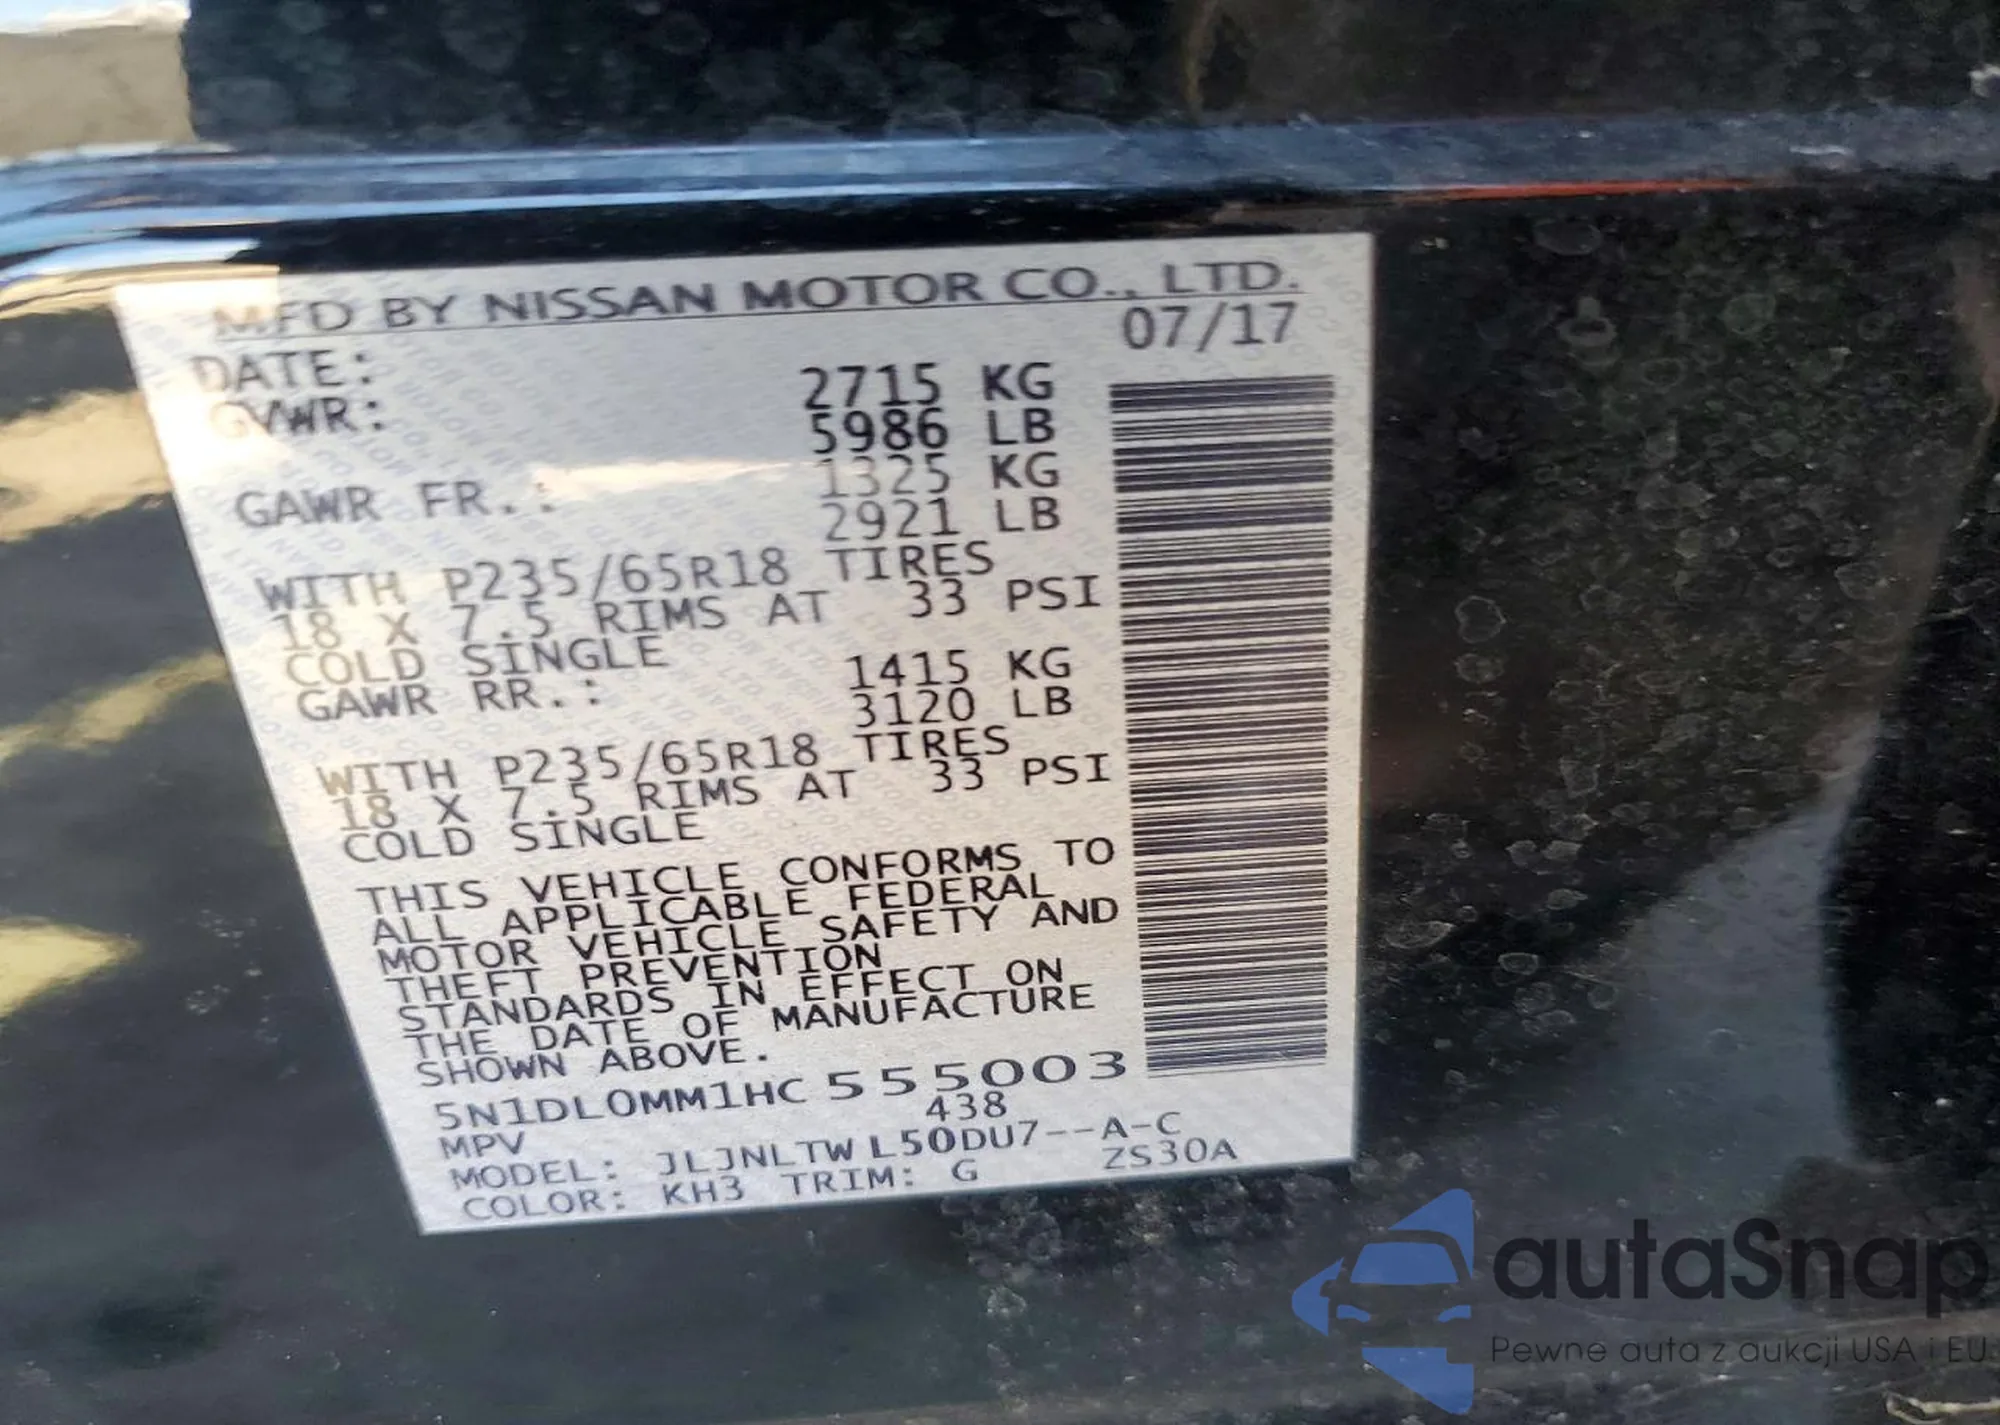 MFD BY NISSAN MOTOR CO., LTD.
DATE: 07/17
GVWR: 2715 KG
5986 LB
GAWR FR.: 1325 KG
2921 LB
WITH P235/65R18 TIRES
18 X 7.5 RIMS AT 33 PSI
COLD SINGLE
GAWR RR.: 1415 KG
3120 LB
WITH P235/65R18 TIRES
18 X 7.5 RIMS AT 33 PSI
COLD SINGLE
THIS VEHICLE CONFORMS TO
ALL APPLICABLE FEDERAL
MOTOR VEHICLE SAFETY AND
THEFT PREVENTION
STANDARDS IN EFFECT ON
THE DATE OF MANUFACTURE
SHOWN ABOVE.
5N1DL0MM1HC555003
MPV 438
MODEL: JLJNLTWL50DU7--A-C
COLOR: KH3 TRIM: G ZS30A
autaSnap
Pewne auta z aukcji USA i EU